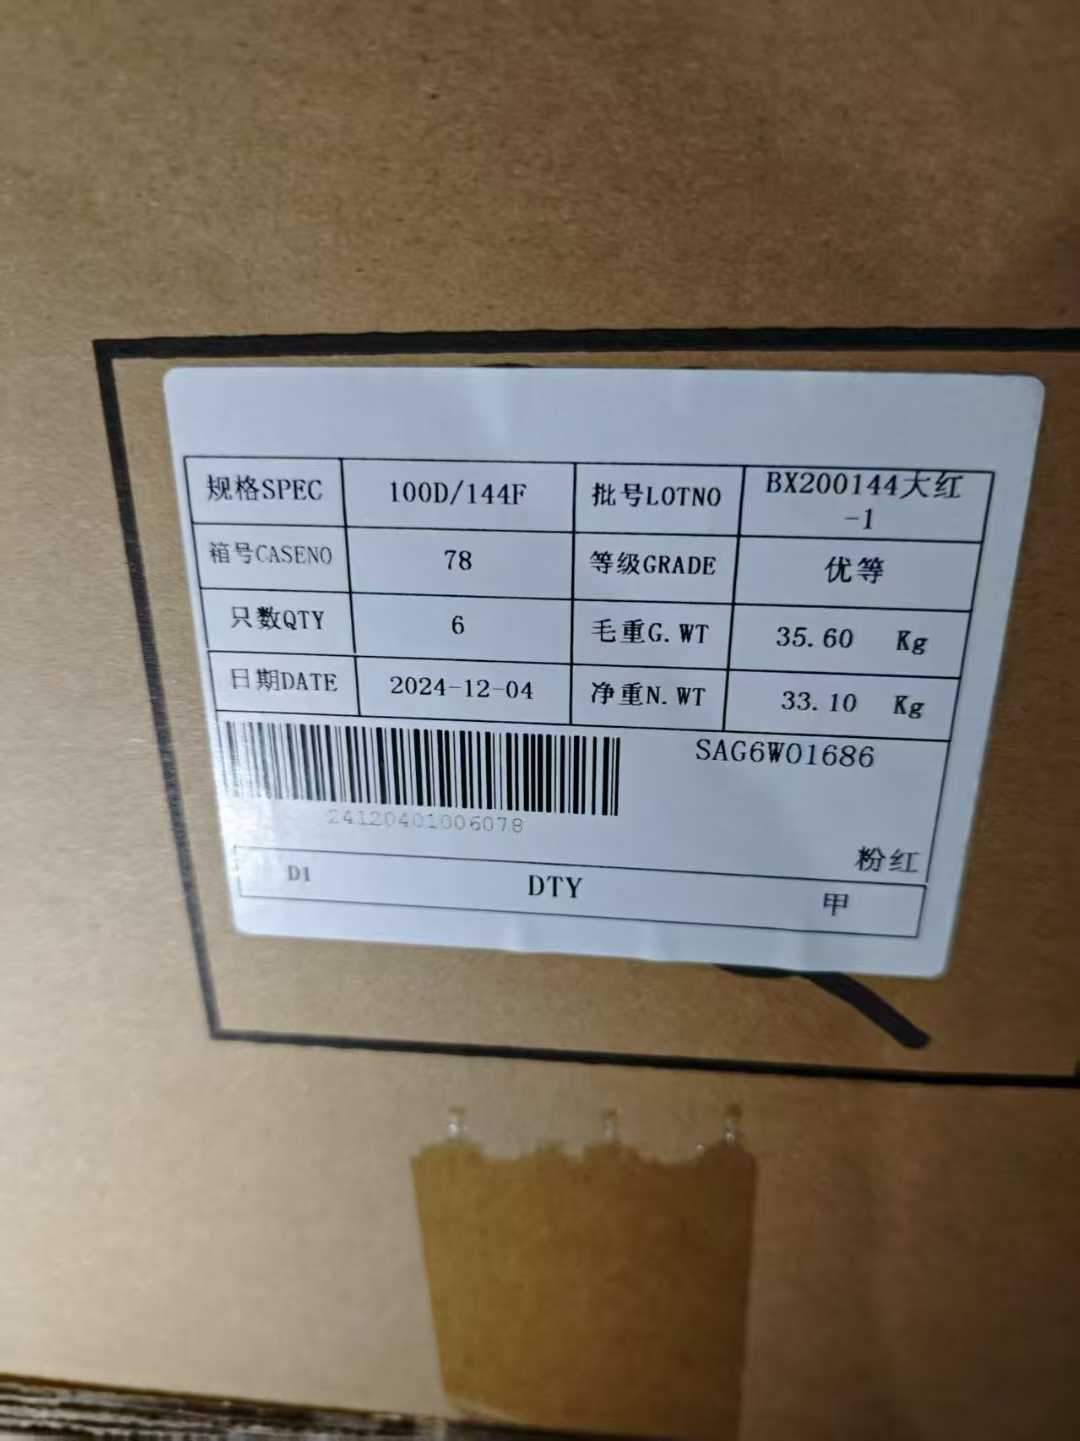 规格SPEC 100D/144F 批号LOTNO BX200144大红
-1
箱号CASENO 78 等级GRADE 优等
只数QTY 6 毛重G.WT 35.60 Kg
日期DATE 2024-12-04 净重N.WT 33.10 Kg
SAG6W01686
24120401006078
粉红
D1 DTY 甲